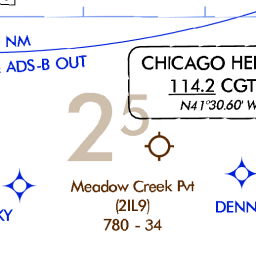 NM
ADS-B OUT
CHICAGO HE
114.2 CGT
N41°30.60' W
2⁵
Meadow Creek Pvt
(2IL9)
780 - 34
KY
DENN